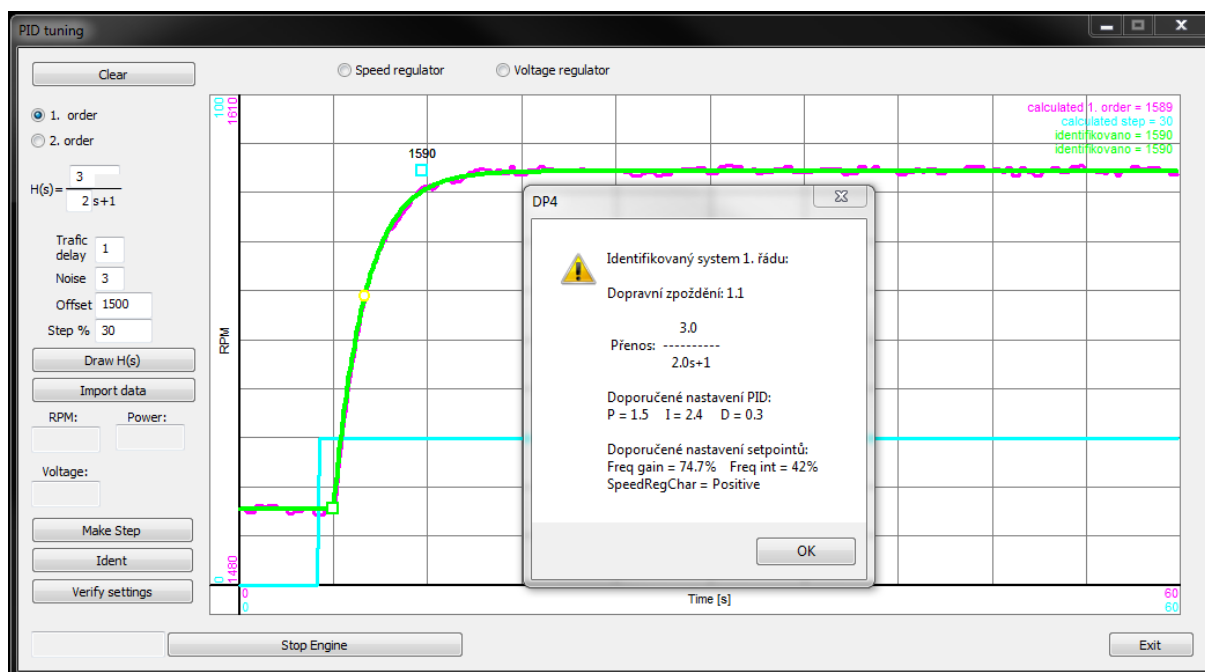 PID tuning
Clear
Speed regulator
Voltage regulator
1. order
2. order
3
H(s)=
2 s+1
Trafic
delay
1
Noise 3
Offset 1500
Step % 30
Draw H(s)
Import data
RPM: Power:
Voltage:
Make Step
Ident
Verify settings
Stop Engine
Exit
100
1610
calculated 1. order = 1589
calculated step = 30
identifikovano = 1590
identifikovano = 1590
1590
RPM
0
1480
0
0
Time [s]
60
60
DP4
Identifikovaný system 1. řádu:
Dopravní zpoždění: 1.1
3.0
Přenos: ----------
2.0s+1
Doporučené nastavení PID:
P = 1.5 I = 2.4 D = 0.3
Doporučené nastavení setpointů:
Freq gain = 74.7% Freq int = 42%
SpeedRegChar = Positive
OK